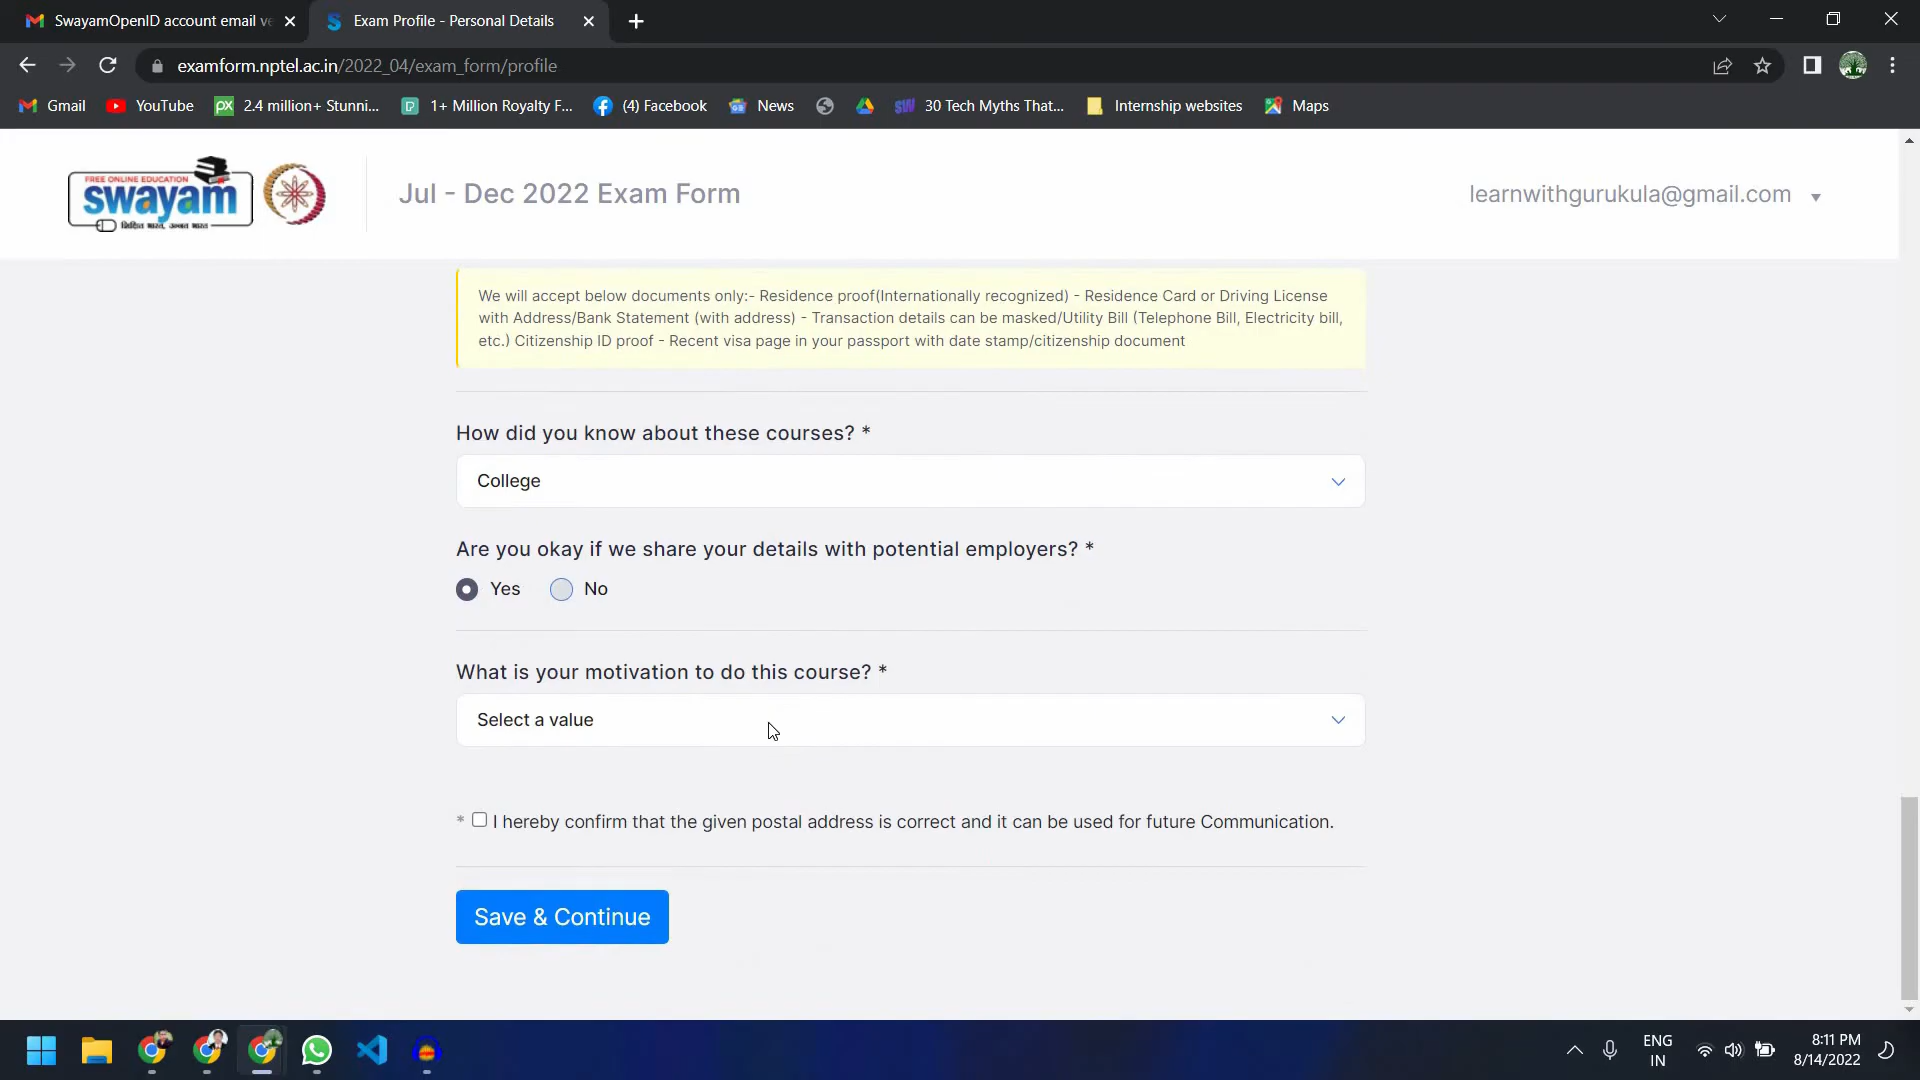 SwayamOpenID account email ve
Exam Profile - Personal Details
examform.nptel.ac.in/2022_04/exam_form/profile
Gmail
YouTube
px
2.4 million+ Stunni...
1+ Million Royalty F...
(4) Facebook
News
SW
30 Tech Myths That...
Internship websites
Maps
FREE ONLINE EDUCATION
swayam
शिक्षित भारत, उन्नत भारत
Jul - Dec 2022 Exam Form
learnwithgurukula@gmail.com
We will accept below documents only:- Residence proof(Internationally recognized) - Residence Card or Driving License
with Address/Bank Statement (with address) - Transaction details can be masked/Utility Bill (Telephone Bill, Electricity bill,
etc.) Citizenship ID proof - Recent visa page in your passport with date stamp/citizenship document
How did you know about these courses? *
College
Are you okay if we share your details with potential employers? *
Yes No
What is your motivation to do this course? *
Select a value
* I hereby confirm that the given postal address is correct and it can be used for future Communication.
Save & Continue
ENG
IN
8:11 PM
8/14/2022